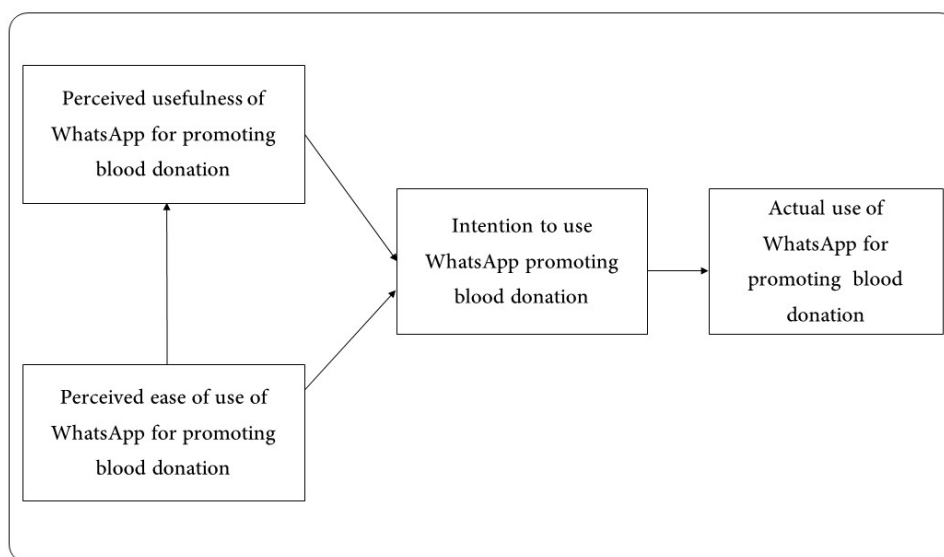 Perceived usefulness of
WhatsApp for promoting
blood donation
Intention to use
WhatsApp promoting
blood donation
Actual use of
WhatsApp for
promoting blood
donation
Perceived ease of use of
WhatsApp for promoting
blood donation